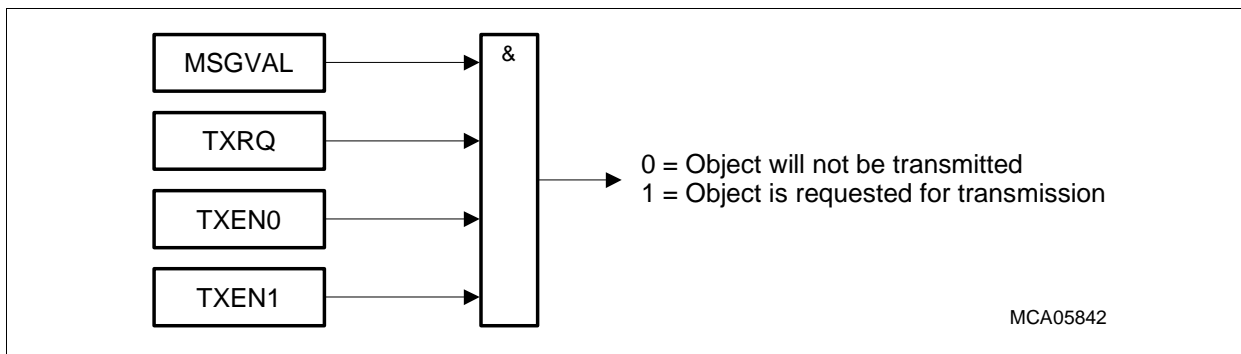 MSGVAL
&
TXRQ
TXEN0
TXEN1
0 = Object will not be transmitted
1 = Object is requested for transmission
MCA05842